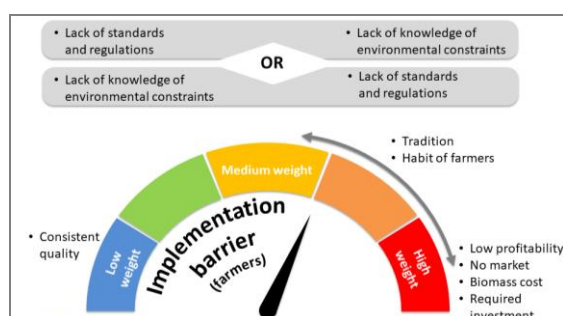 • Lack of standards
and regulations
• Lack of knowledge of
environmental constraints
OR
• Lack of knowledge of
environmental constraints
• Lack of standards
and regulations
• Tradition
• Habit of farmers
Medium weight
Implementation
barrier
(farmers)
• Consistent
quality
Low
weight
High
weight
• Low profitability
• No market
• Biomass cost
• Required
investment